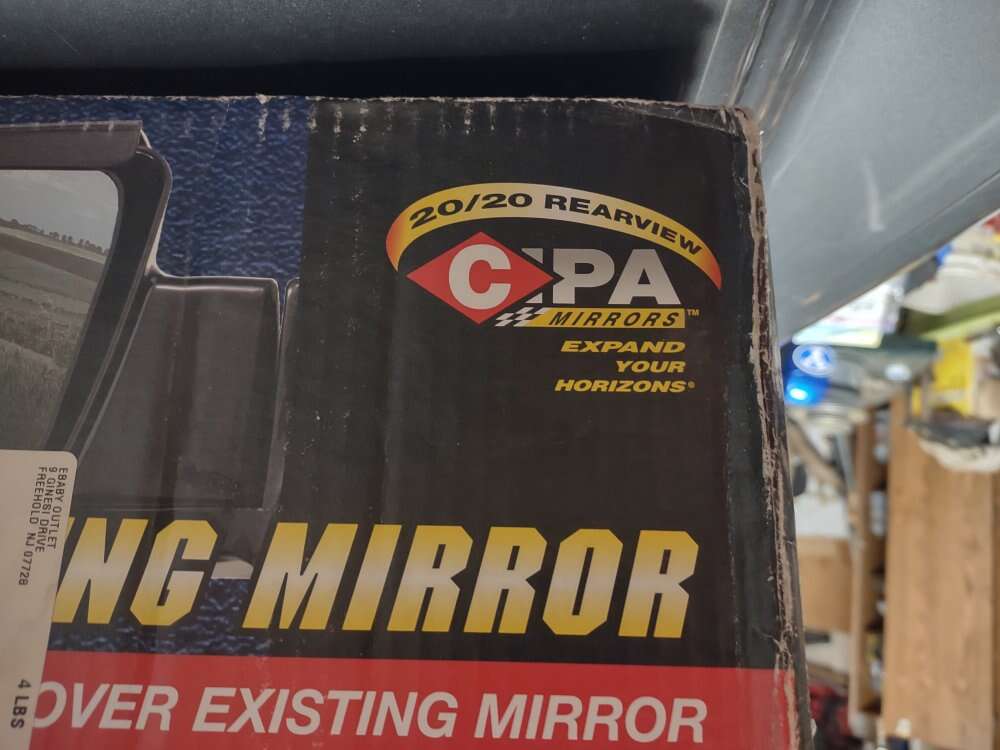 20/20 REARVIEW
CIPA
MIRRORS™
EXPAND
YOUR
HORIZONS®
NG-MIRROR
OVER EXISTING MIRROR
EBABY OUTLET
9 GINESI DRIVE
FREEHOLD NJ 07728
4 LBS